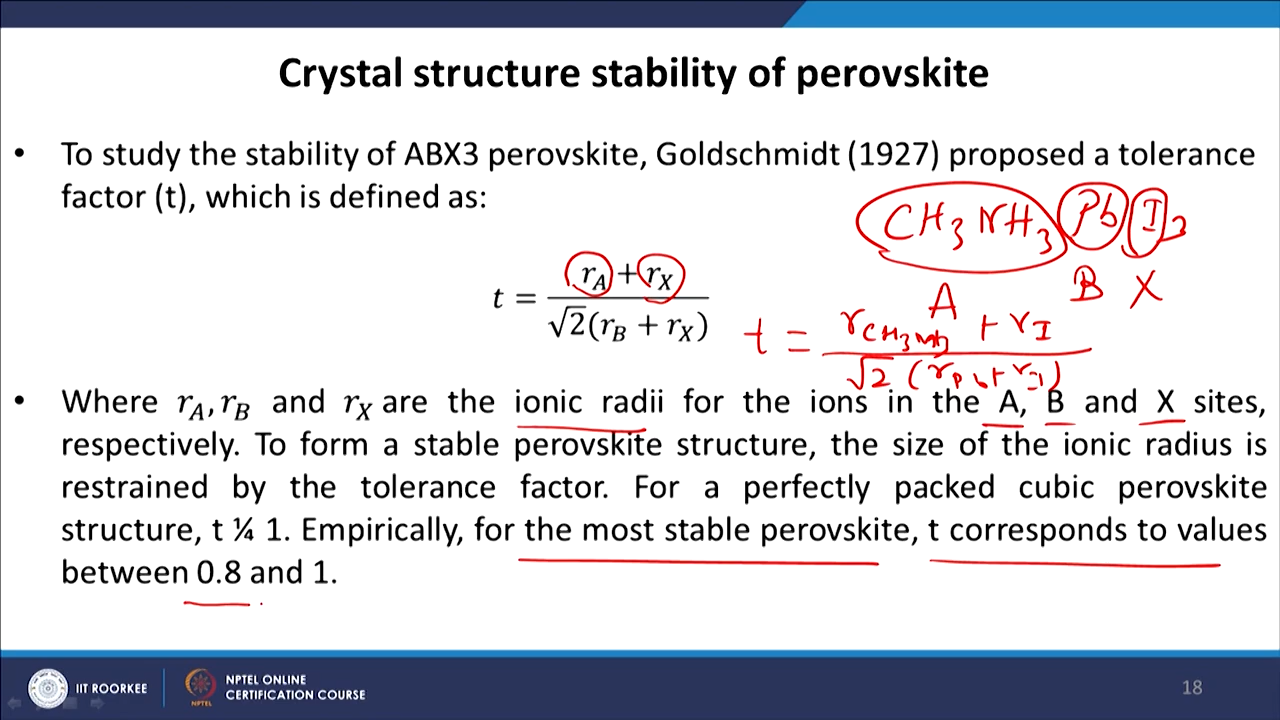 Crystal structure stability of perovskite
• To study the stability of ABX3 perovskite, Goldschmidt (1927) proposed a tolerance
factor (t), which is defined as:
CH3NH3 Pb I3
A B X
t = rA + rX / √2(rB + rX)
t = rCH3NH3 + rI / √2 (rPb + rI)
• Where rA, rB and rX are the ionic radii for the ions in the A, B and X sites,
respectively. To form a stable perovskite structure, the size of the ionic radius is
restrained by the tolerance factor. For a perfectly packed cubic perovskite
structure, t ¼ 1. Empirically, for the most stable perovskite, t corresponds to values
between 0.8 and 1.
IIT ROORKEE
NPTEL
NPTEL ONLINE
CERTIFICATION COURSE
18